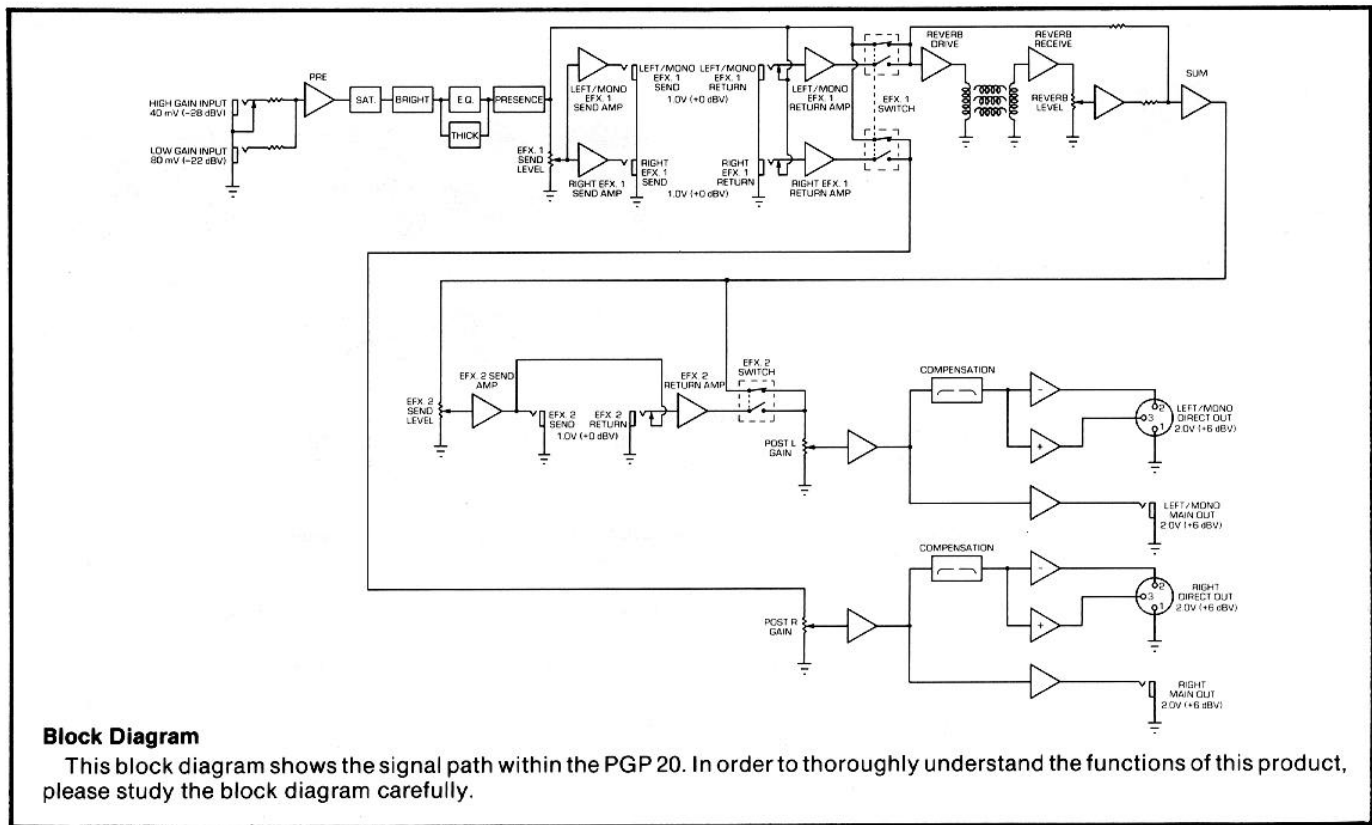 PRE
HIGH GAIN INPUT
40 mV (-28 dBV)
LOW GAIN INPUT
80 mV (-22 dBV)
SAT.
BRIGHT
E.Q.
THICK
PRESENCE
EFX. 1
SEND
LEVEL
LEFT/MONO
EFX. 1
SEND AMP
RIGHT EFX. 1
SEND AMP
LEFT/MONO
EFX. 1
SEND
1.0V (+0 dBV)
RIGHT
EFX. 1
SEND
1.0V (+0 dBV)
LEFT/MONO
EFX. 1
RETURN
RIGHT
EFX. 1
RETURN
LEFT/MONO
EFX. 1
RETURN AMP
RIGHT EFX. 1
RETURN AMP
EFX. 1
SWITCH
REVERB
DRIVE
REVERB
RECEIVE
REVERB
LEVEL
SUM
EFX. 2
SEND
LEVEL
EFX. 2 SEND
AMP
EFX. 2
SEND
1.0V (+0 dBV)
EFX. 2
RETURN
EFX. 2
RETURN AMP
EFX. 2
SWITCH
POST L
GAIN
COMPENSATION
-
+
2
3
1
LEFT/MONO
DIRECT OUT
2.0V (+6 dBV)
LEFT/MONO
MAIN OUT
2.0V (+6 dBV)
POST R
GAIN
COMPENSATION
-
+
2
3
1
RIGHT
DIRECT OUT
2.0V (+6 dBV)
RIGHT
MAIN OUT
2.0V (+6 dBV)
Block Diagram
This block diagram shows the signal path within the PGP 20. In order to thoroughly understand the functions of this product,
please study the block diagram carefully.